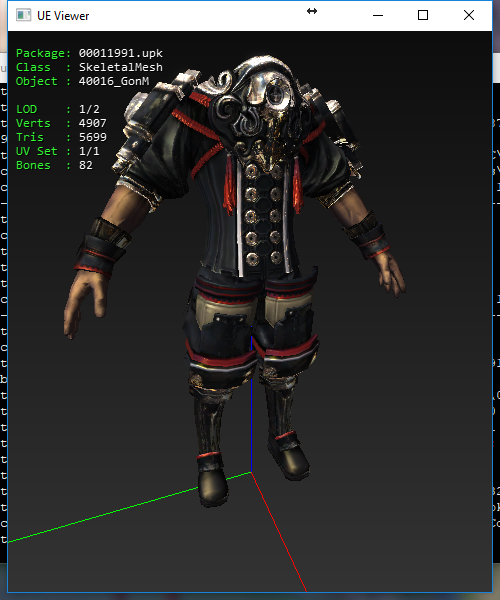 UE Viewer
Package: 00011991.upk
Class  : SkeletalMesh
Object : 40016_GonM
LOD    : 1/2
Verts  : 4907
Tris   : 5699
UV Set : 1/1
Bones  : 82